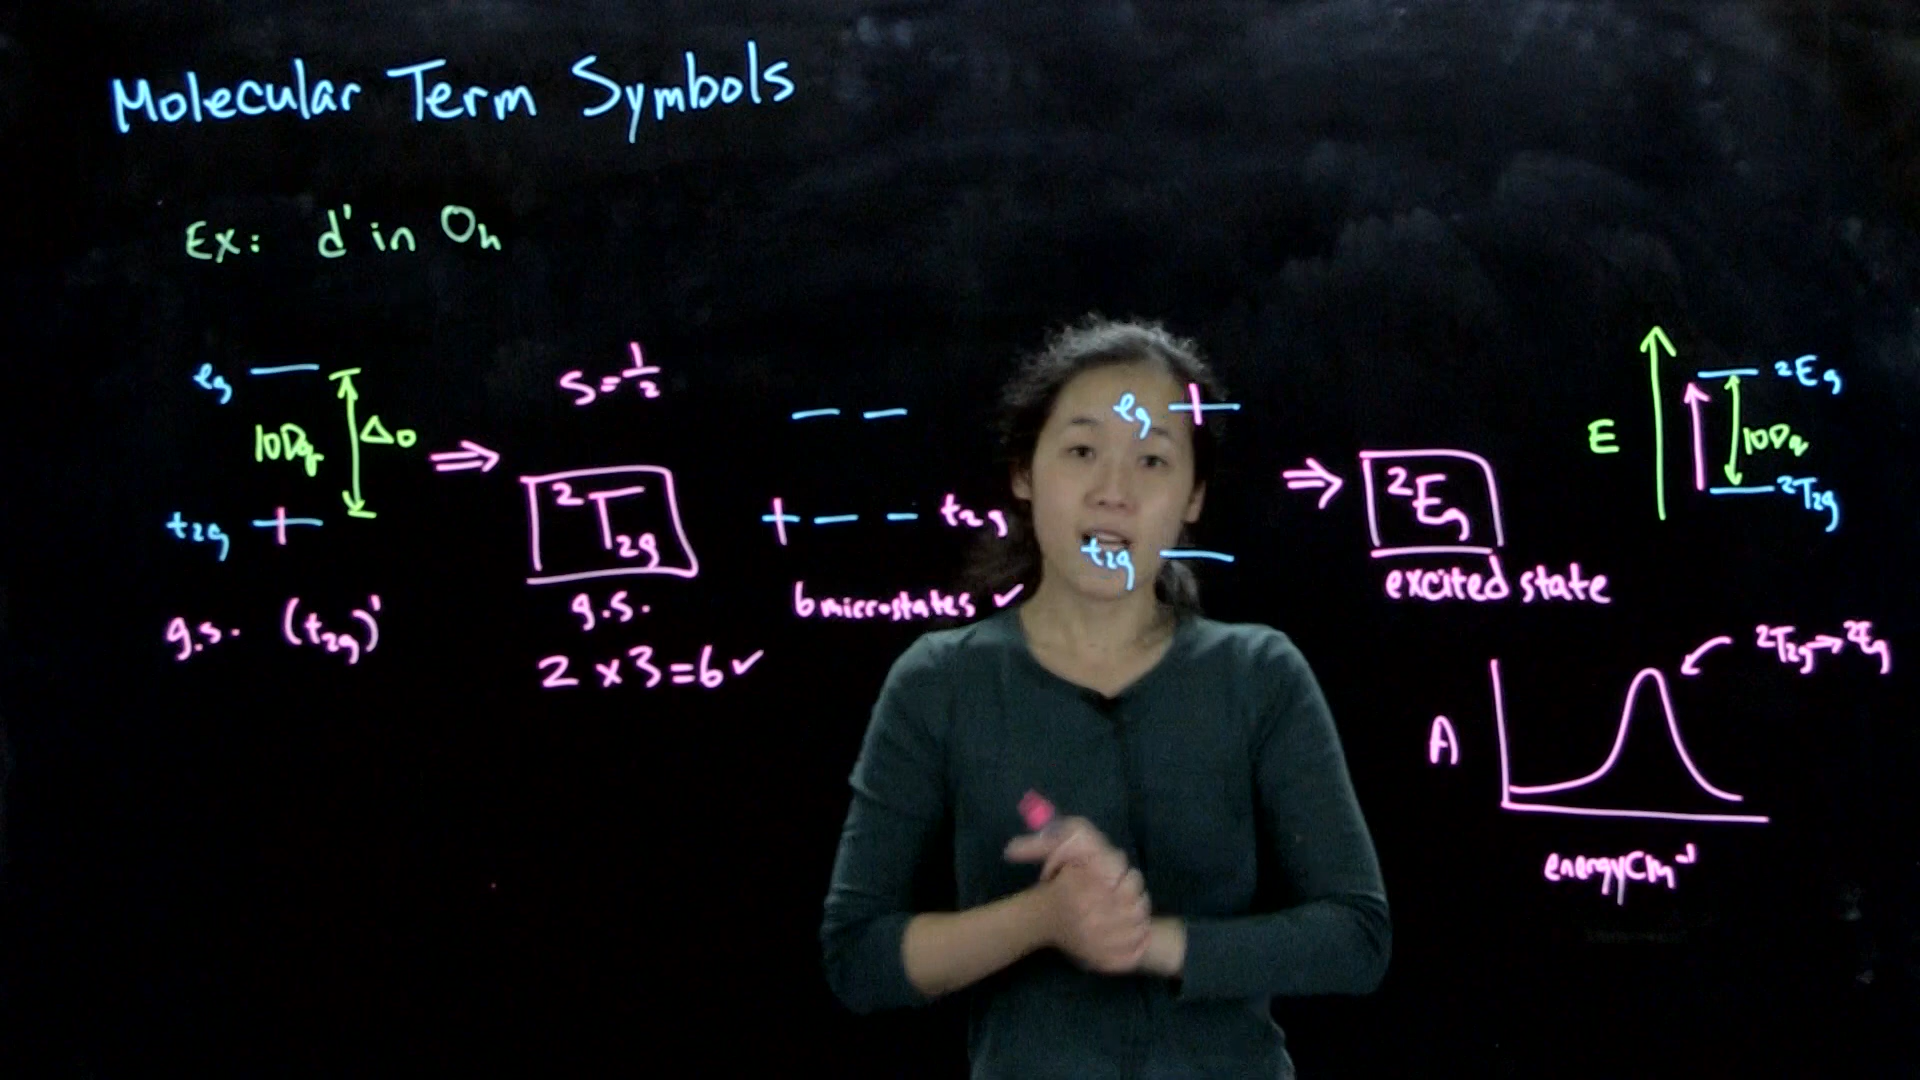 Molecular Term Symbols
Ex: d¹ in Oh
eg
10Dq
Δo
t2g
g.s. (t2g)¹
⇒
S=1/2
²T2g
g.s.
2 × 3 = 6 ✓
t2g
6 microstates ✓
eg
t2g
⇒
²Eg
excited state
E
²Eg
10Dq
²T2g
²T2g→²Eg
A
energy cm⁻¹